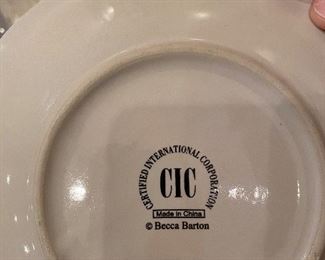 CERTIFIED INTERNATIONAL CORPORATION
CIC
Made in China
© Becca Barton